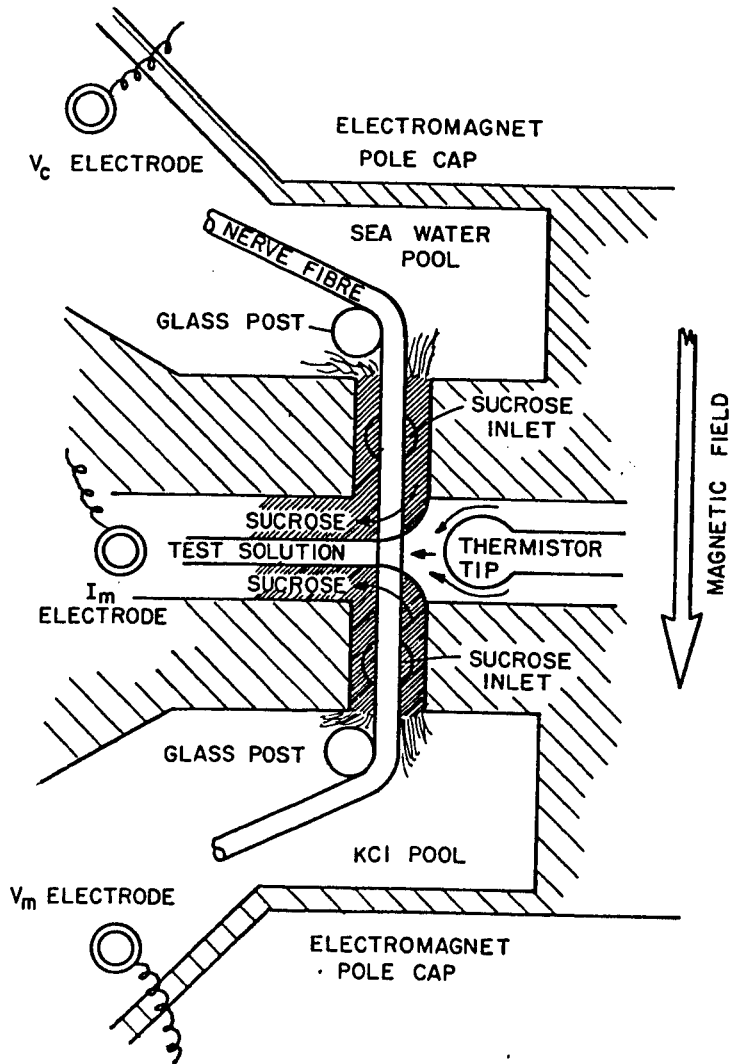 ELECTROMAGNET
POLE CAP
Vc ELECTRODE
SEA WATER
POOL
NERVE FIBRE
GLASS POST
SUCROSE
INLET
MAGNETIC FIELD
SUCROSE
TEST SOLUTION
THERMISTOR
TIP
SUCROSE
Im
ELECTRODE
SUCROSE
INLET
GLASS POST
KCl POOL
Vm ELECTRODE
ELECTROMAGNET
POLE CAP